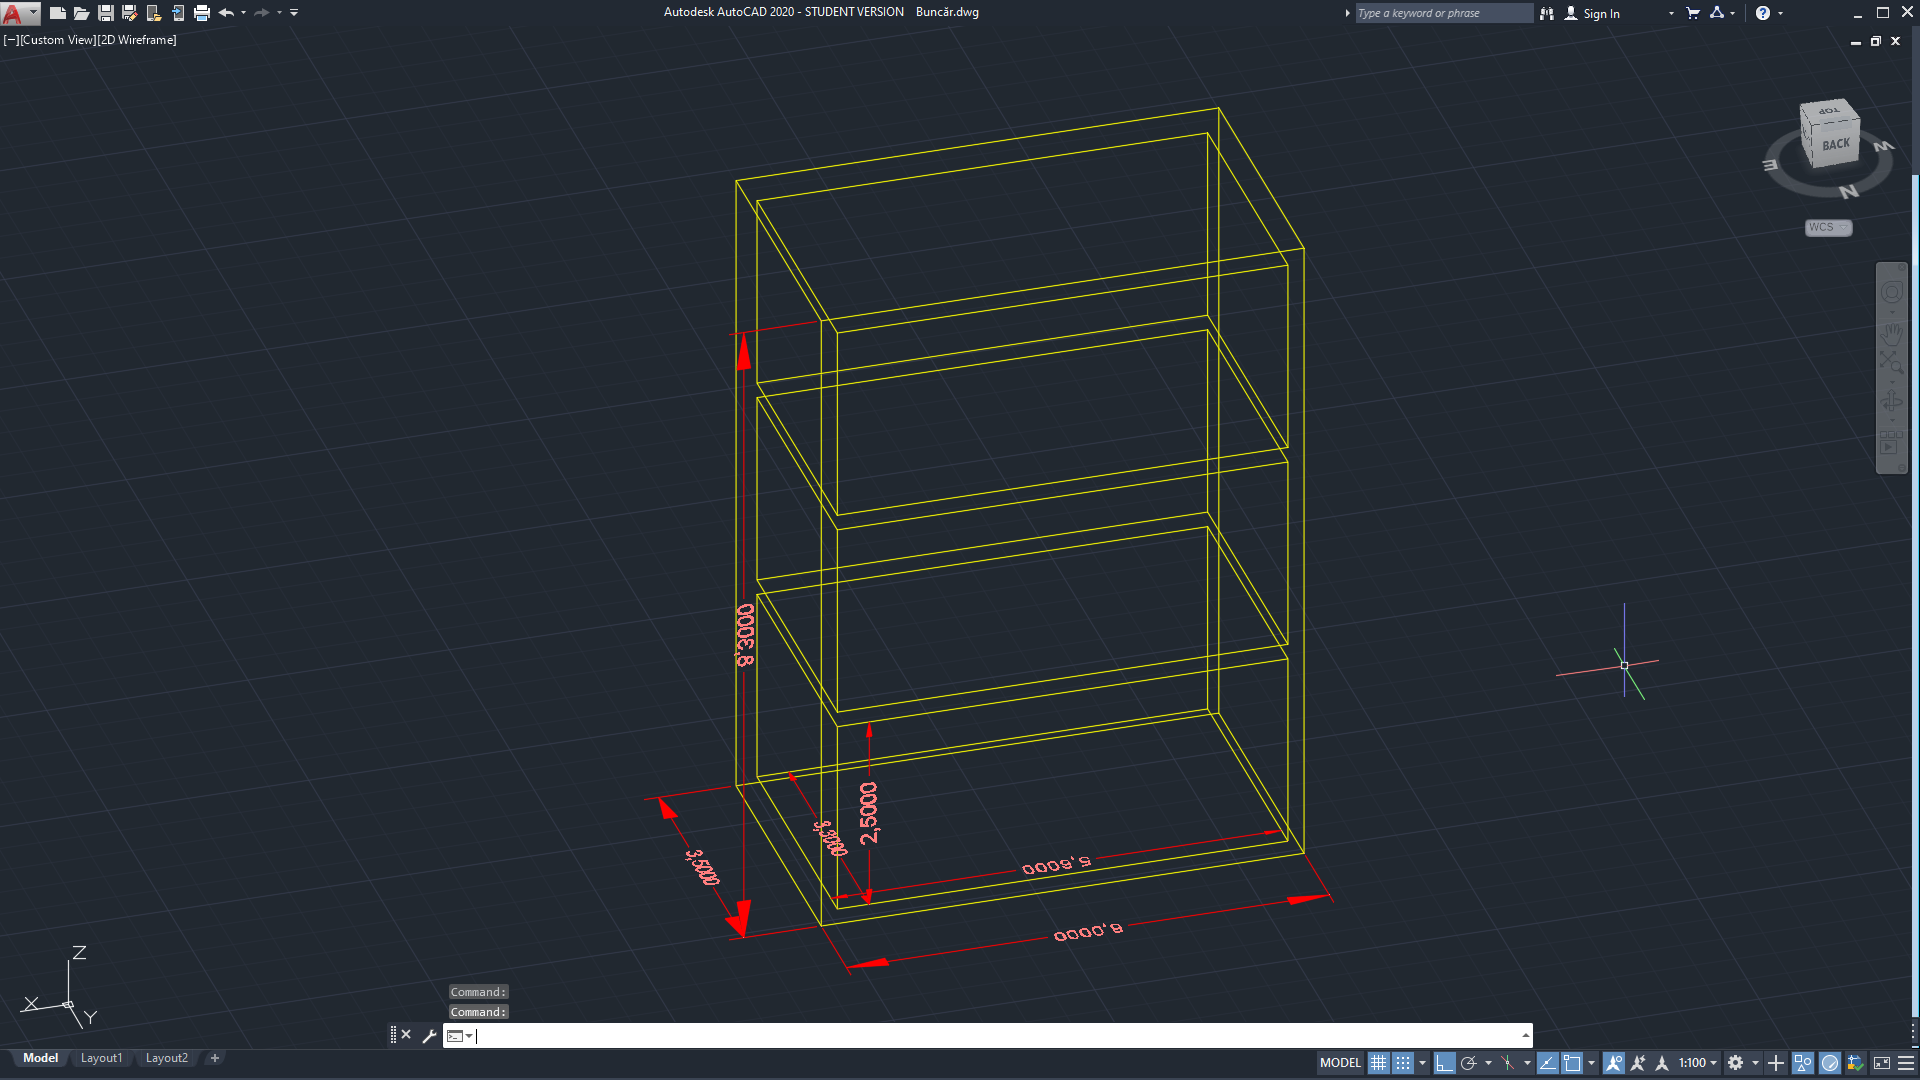 Autodesk AutoCAD 2020 - STUDENT VERSION Buncăr.dwg
Type a keyword or phrase
Sign In
[−][Custom View][2D Wireframe]
TOP
BACK
E
W
N
WCS
8,3000
2,5000
3,3000
3,5000
5,6000
6,0000
Z
X
Y
Command:
Command:
Model Layout1 Layout2
MODEL
1:100